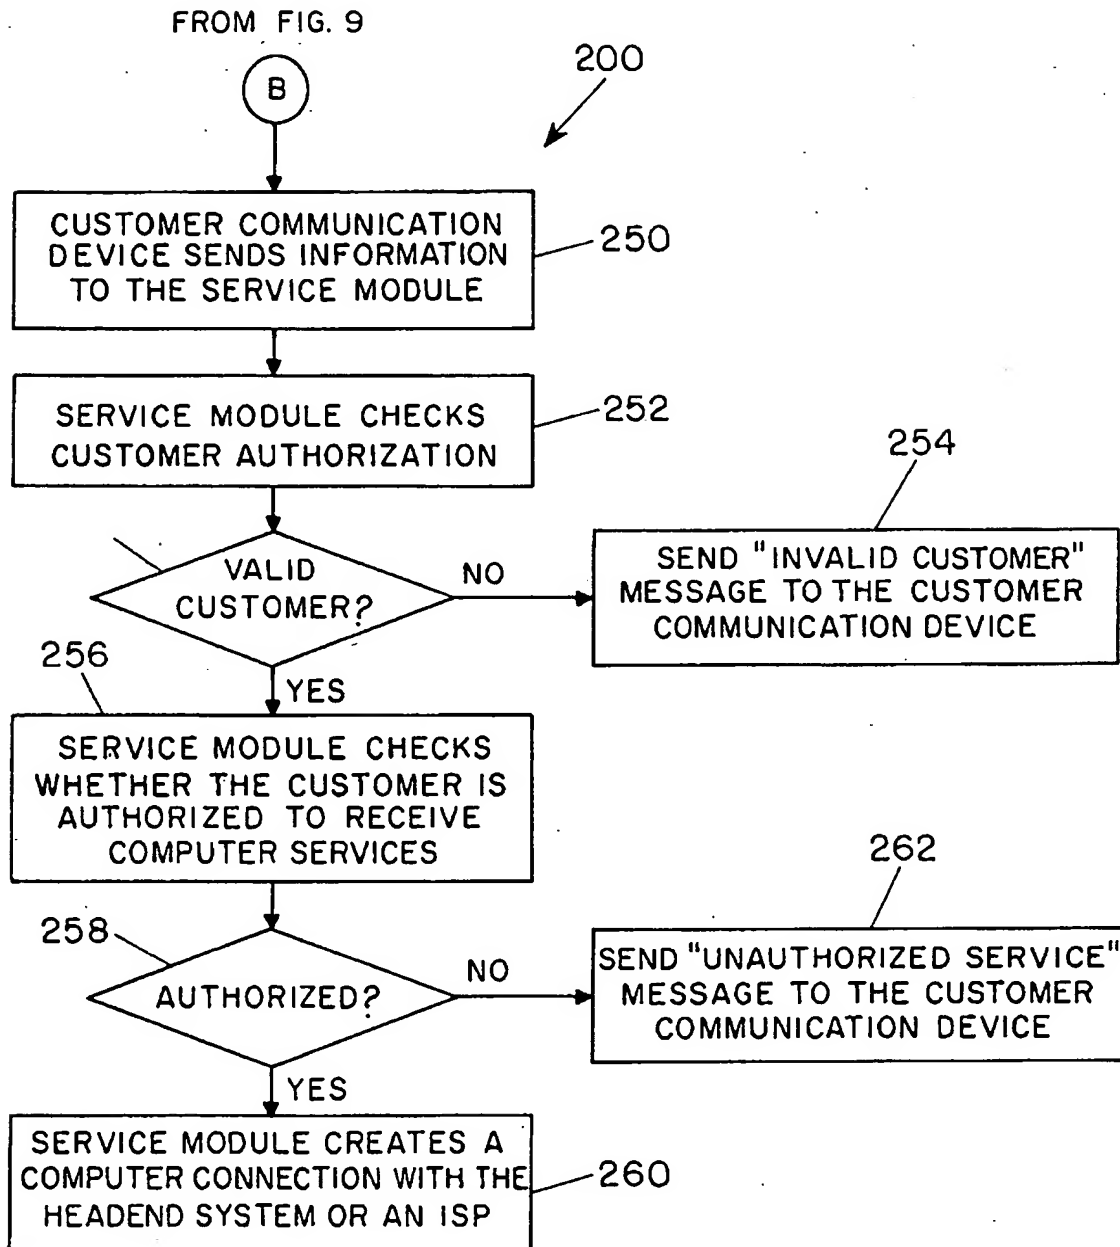 FROM FIG. 9
B
200
CUSTOMER COMMUNICATION
DEVICE SENDS INFORMATION
TO THE SERVICE MODULE
250
SERVICE MODULE CHECKS
CUSTOMER AUTHORIZATION
252
254
VALID
CUSTOMER?
NO
SEND "INVALID CUSTOMER"
MESSAGE TO THE CUSTOMER
COMMUNICATION DEVICE
256
YES
SERVICE MODULE CHECKS
WHETHER THE CUSTOMER IS
AUTHORIZED TO RECEIVE
COMPUTER SERVICES
262
258
AUTHORIZED?
NO
SEND "UNAUTHORIZED SERVICE"
MESSAGE TO THE CUSTOMER
COMMUNICATION DEVICE
YES
SERVICE MODULE CREATES A
COMPUTER CONNECTION WITH THE
HEADEND SYSTEM OR AN ISP
260